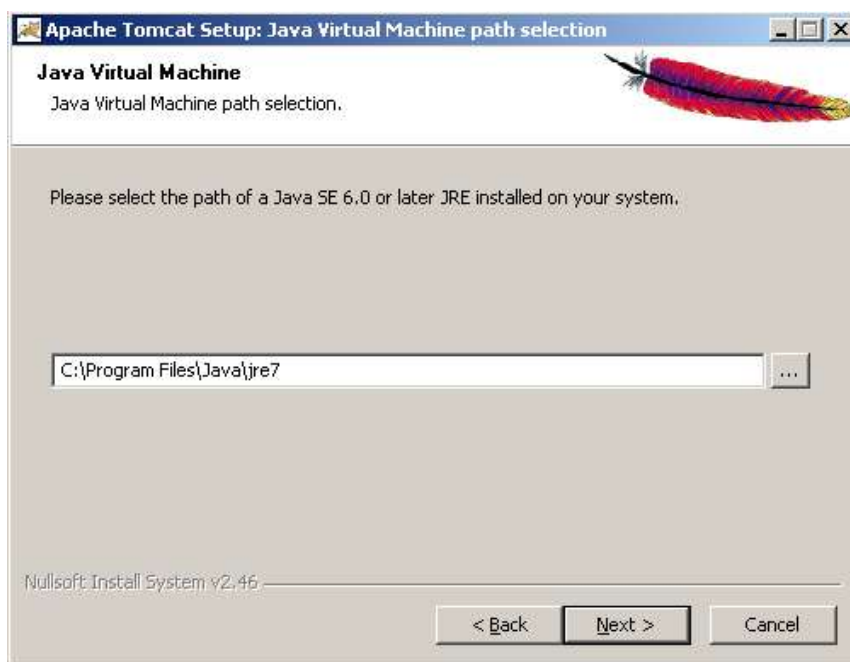 Apache Tomcat Setup: Java Virtual Machine path selection
Java Virtual Machine
Java Virtual Machine path selection.
Please select the path of a Java SE 6.0 or later JRE installed on your system.
C:\Program Files\Java\jre7
...
Nullsoft Install System v2.46
< Back Next > Cancel